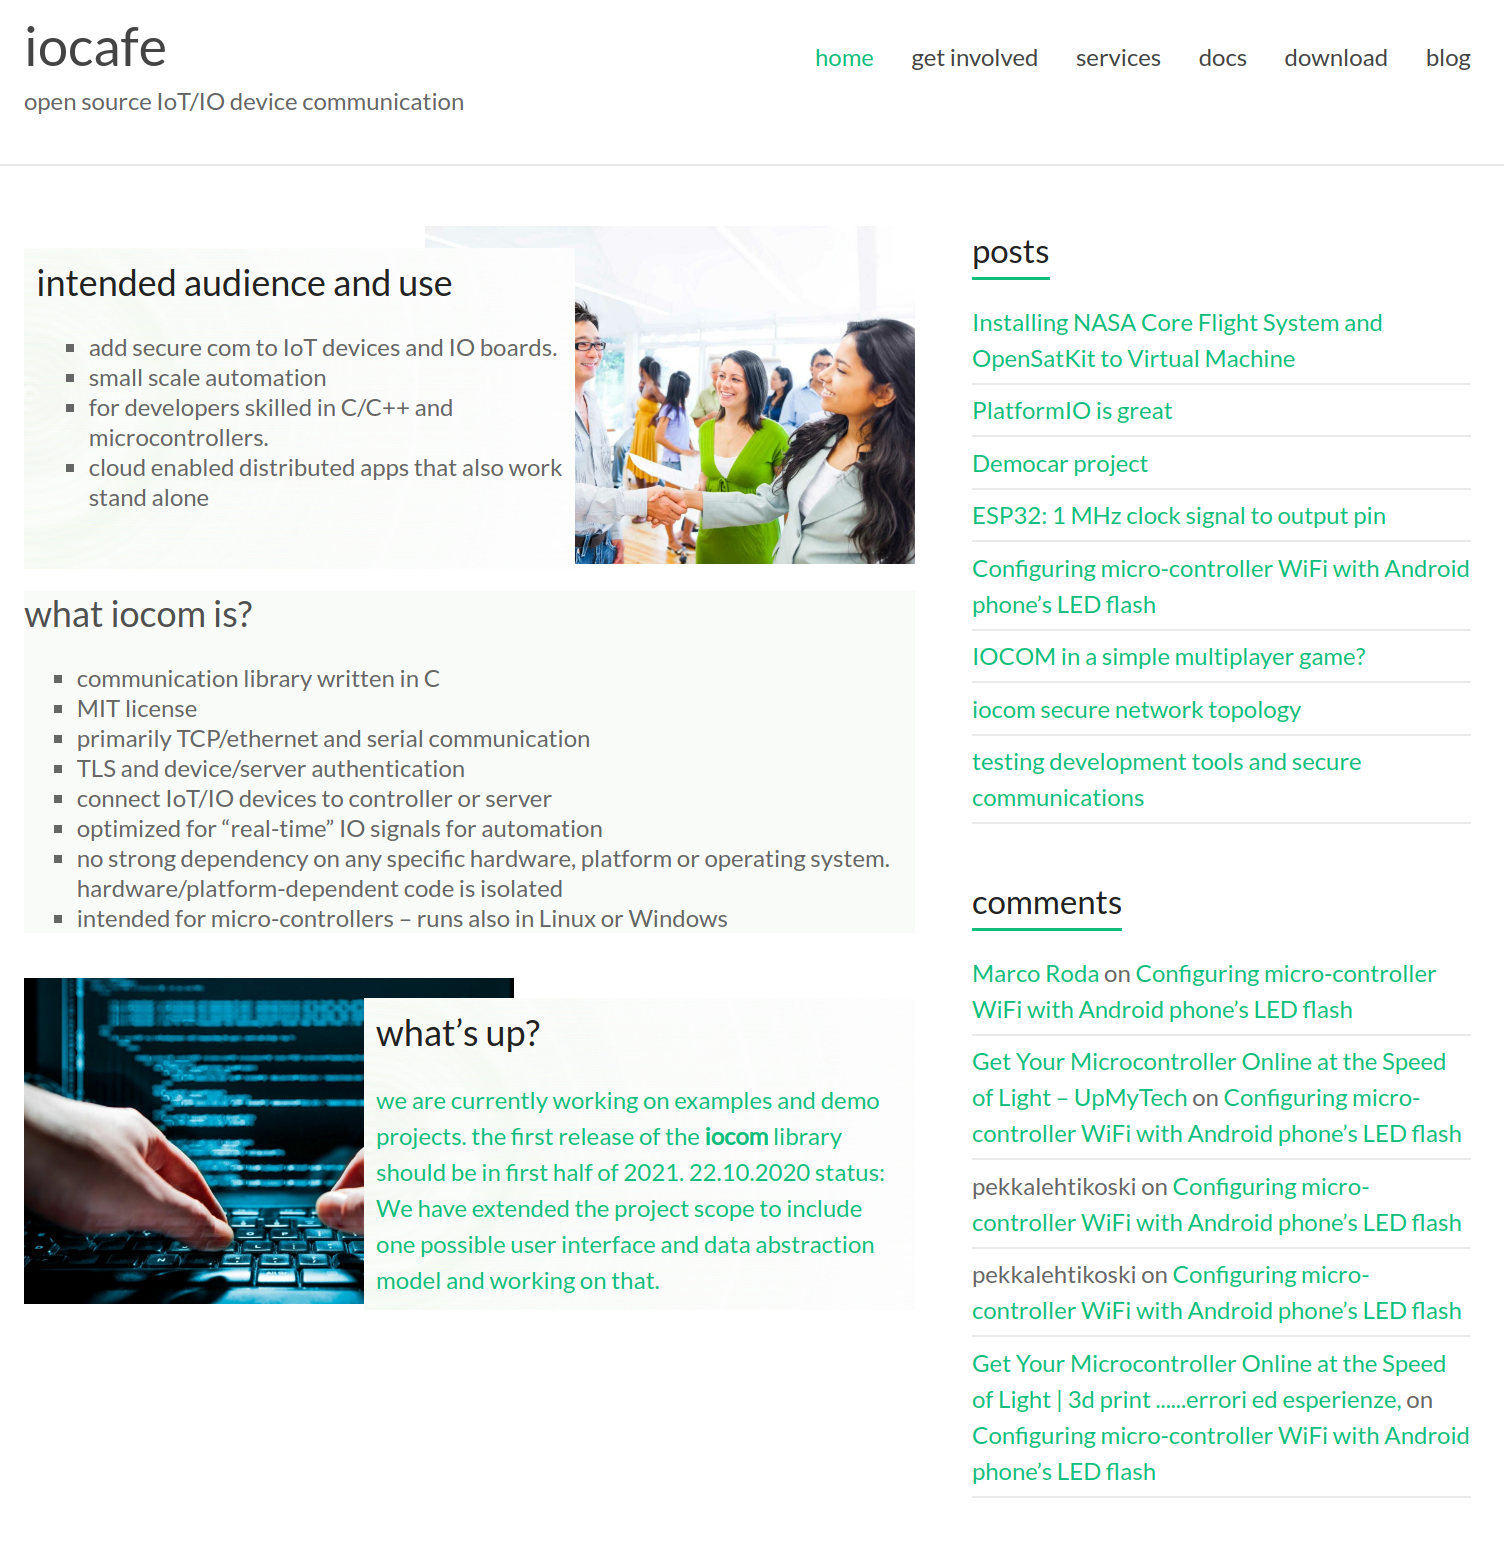 iocafe
open source IoT/IO device communication
home get involved services docs download blog
intended audience and use
add secure com to IoT devices and IO boards.
small scale automation
for developers skilled in C/C++ and
microcontrollers.
cloud enabled distributed apps that also work
stand alone
what iocom is?
communication library written in C
MIT license
primarily TCP/ethernet and serial communication
TLS and device/server authentication
connect IoT/IO devices to controller or server
optimized for “real-time” IO signals for automation
no strong dependency on any specific hardware, platform or operating system.
hardware/platform-dependent code is isolated
intended for micro-controllers – runs also in Linux or Windows
what’s up?
we are currently working on examples and demo
projects. the first release of the iocom library
should be in first half of 2021. 22.10.2020 status:
We have extended the project scope to include
one possible user interface and data abstraction
model and working on that.
posts
Installing NASA Core Flight System and
OpenSatKit to Virtual Machine
PlatformIO is great
Democar project
ESP32: 1 MHz clock signal to output pin
Configuring micro-controller WiFi with Android
phone’s LED flash
IOCOM in a simple multiplayer game?
iocom secure network topology
testing development tools and secure
communications
comments
Marco Roda on Configuring micro-controller
WiFi with Android phone’s LED flash
Get Your Microcontroller Online at the Speed
of Light – UpMyTech on Configuring micro-
controller WiFi with Android phone’s LED flash
pekkalehtikoski on Configuring micro-
controller WiFi with Android phone’s LED flash
pekkalehtikoski on Configuring micro-
controller WiFi with Android phone’s LED flash
Get Your Microcontroller Online at the Speed
of Light | 3d print ......errori ed esperienze, on
Configuring micro-controller WiFi with Android
phone’s LED flash